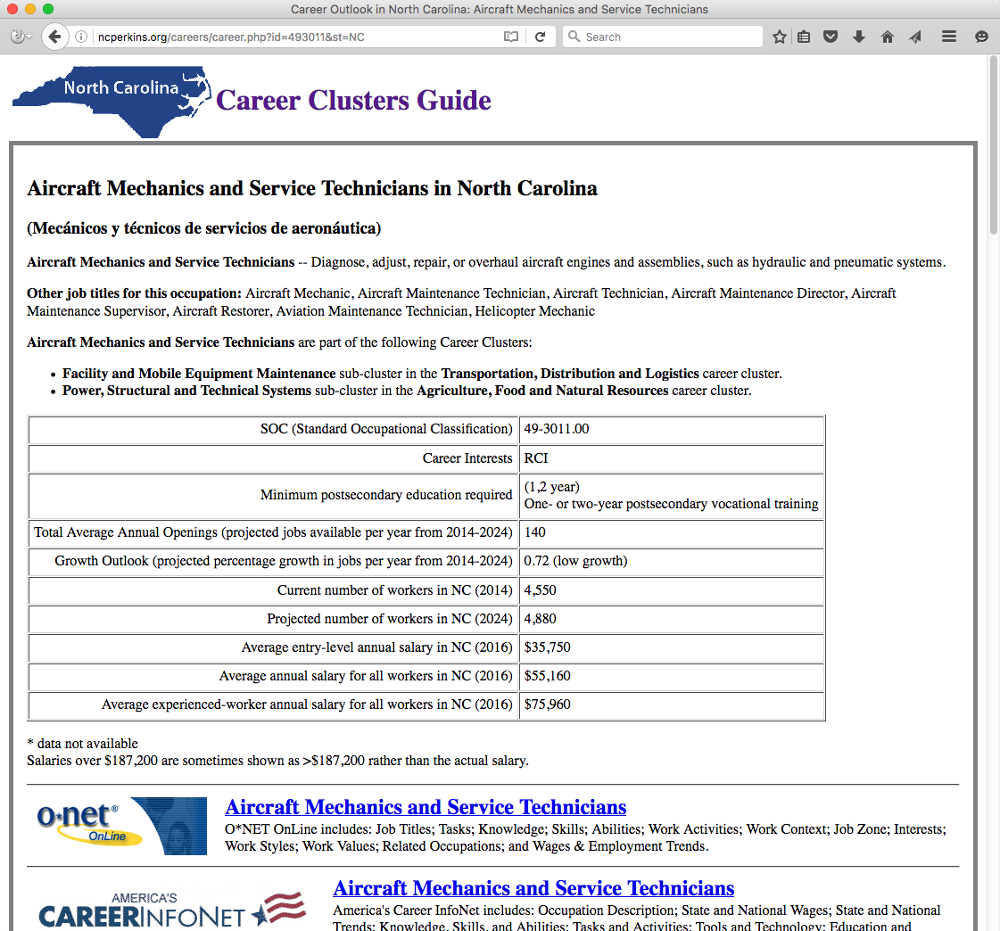 Career Outlook in North Carolina: Aircraft Mechanics and Service Technicians
ncperkins.org/careers/career.php?id=493011&st=NC
Search
North Carolina
Career Clusters Guide
Aircraft Mechanics and Service Technicians in North Carolina
(Mecánicos y técnicos de servicios de aeronáutica)
Aircraft Mechanics and Service Technicians -- Diagnose, adjust, repair, or overhaul aircraft engines and assemblies, such as hydraulic and pneumatic systems.
Other job titles for this occupation: Aircraft Mechanic, Aircraft Maintenance Technician, Aircraft Technician, Aircraft Maintenance Director, Aircraft
Maintenance Supervisor, Aircraft Restorer, Aviation Maintenance Technician, Helicopter Mechanic
Aircraft Mechanics and Service Technicians are part of the following Career Clusters:
• Facility and Mobile Equipment Maintenance sub-cluster in the Transportation, Distribution and Logistics career cluster.
• Power, Structural and Technical Systems sub-cluster in the Agriculture, Food and Natural Resources career cluster.
SOC (Standard Occupational Classification) 49-3011.00
Career Interests RCI
Minimum postsecondary education required (1,2 year)
One- or two-year postsecondary vocational training
Total Average Annual Openings (projected jobs available per year from 2014-2024) 140
Growth Outlook (projected percentage growth in jobs per year from 2014-2024) 0.72 (low growth)
Current number of workers in NC (2014) 4,550
Projected number of workers in NC (2024) 4,880
Average entry-level annual salary in NC (2016) $35,750
Average annual salary for all workers in NC (2016) $55,160
Average experienced-worker annual salary for all workers in NC (2016) $75,960
* data not available
Salaries over $187,200 are sometimes shown as >$187,200 rather than the actual salary.
o*net® OnLine
Aircraft Mechanics and Service Technicians
O*NET OnLine includes: Job Titles; Tasks; Knowledge; Skills; Abilities; Work Activities; Work Context; Job Zone; Interests;
Work Styles; Work Values; Related Occupations; and Wages & Employment Trends.
AMERICA'S
CAREERINFONET
Aircraft Mechanics and Service Technicians
America's Career InfoNet includes: Occupation Description; State and National Wages; State and National
Trends; Knowledge, Skills, and Abilities; Tasks and Activities; Tools and Technology; Education and